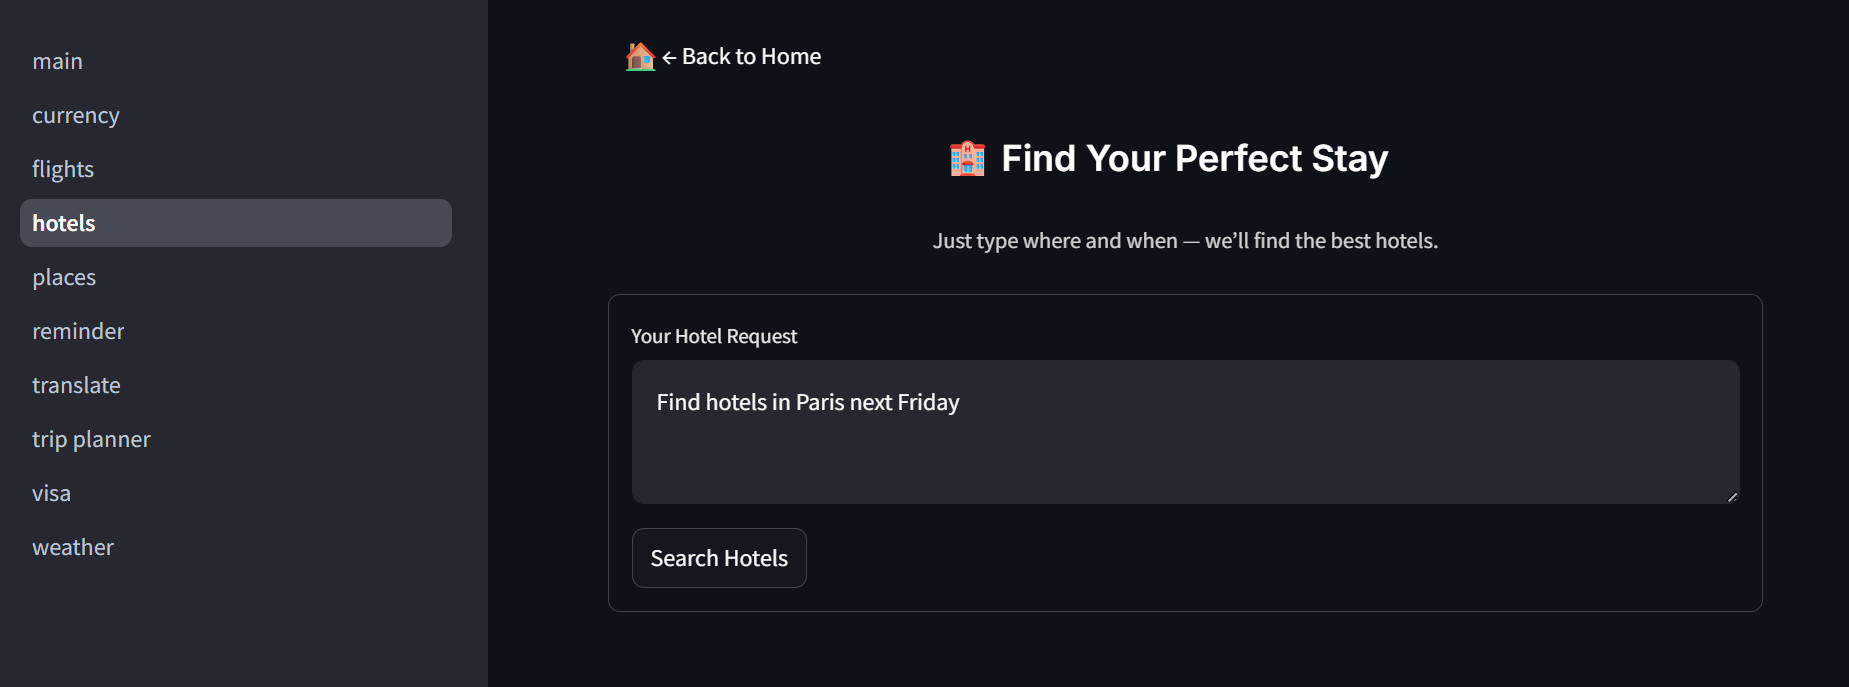 main
currency
flights
hotels
places
reminder
translate
trip planner
visa
weather
← Back to Home
Find Your Perfect Stay
Just type where and when — we’ll find the best hotels.
Your Hotel Request
Find hotels in Paris next Friday
Search Hotels